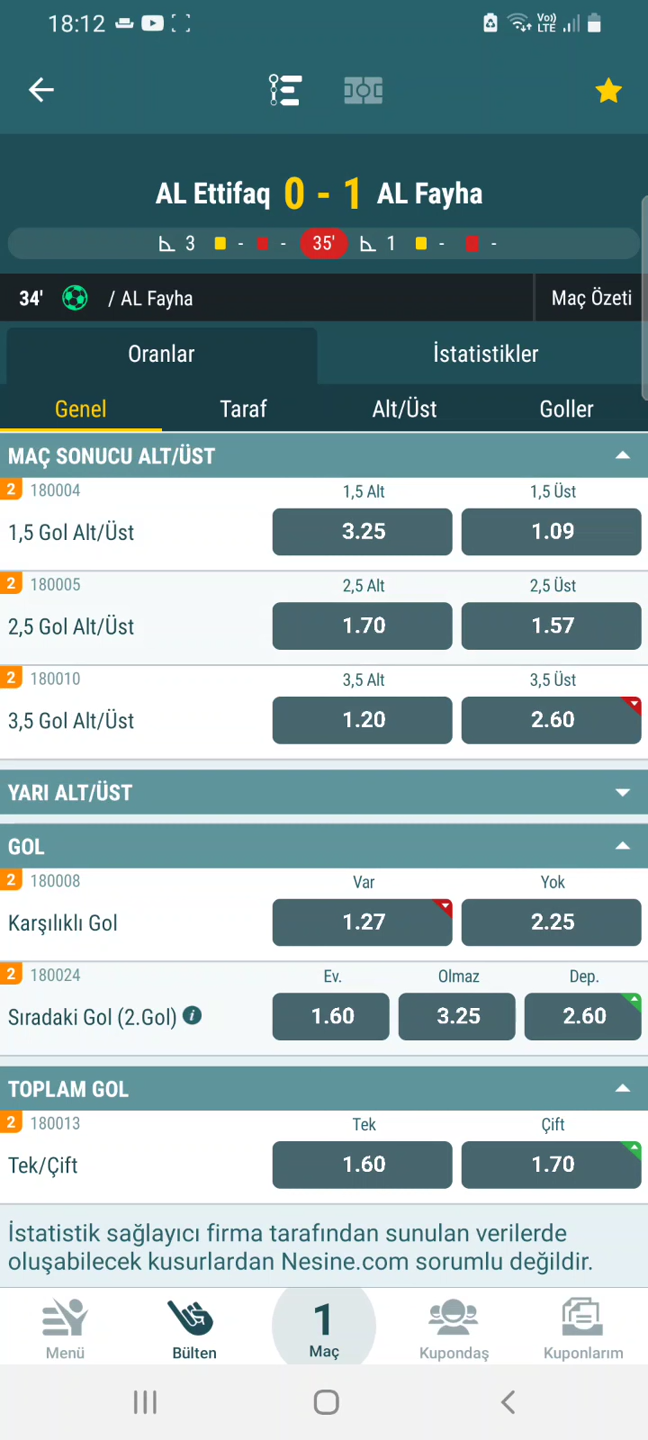 18:12
Vo))
LTE
AL Ettifaq 0 - 1 AL Fayha
3 - - 35' 1 - -
34' / AL Fayha Maç Özeti
Oranlar İstatistikler
Genel Taraf Alt/Üst Goller
MAÇ SONUCU ALT/ÜST
2 180004 1,5 Alt 1,5 Üst
1,5 Gol Alt/Üst 3.25 1.09
2 180005 2,5 Alt 2,5 Üst
2,5 Gol Alt/Üst 1.70 1.57
2 180010 3,5 Alt 3,5 Üst
3,5 Gol Alt/Üst 1.20 2.60
YARI ALT/ÜST
GOL
2 180008 Var Yok
Karşılıklı Gol 1.27 2.25
2 180024 Ev. Olmaz Dep.
Sıradaki Gol (2.Gol) i 1.60 3.25 2.60
TOPLAM GOL
2 180013 Tek Çift
Tek/Çift 1.60 1.70
İstatistik sağlayıcı firma tarafından sunulan verilerde
oluşabilecek kusurlardan Nesine.com sorumlu değildir.
1
Menü Bülten Maç Kupondaş Kuponlarım